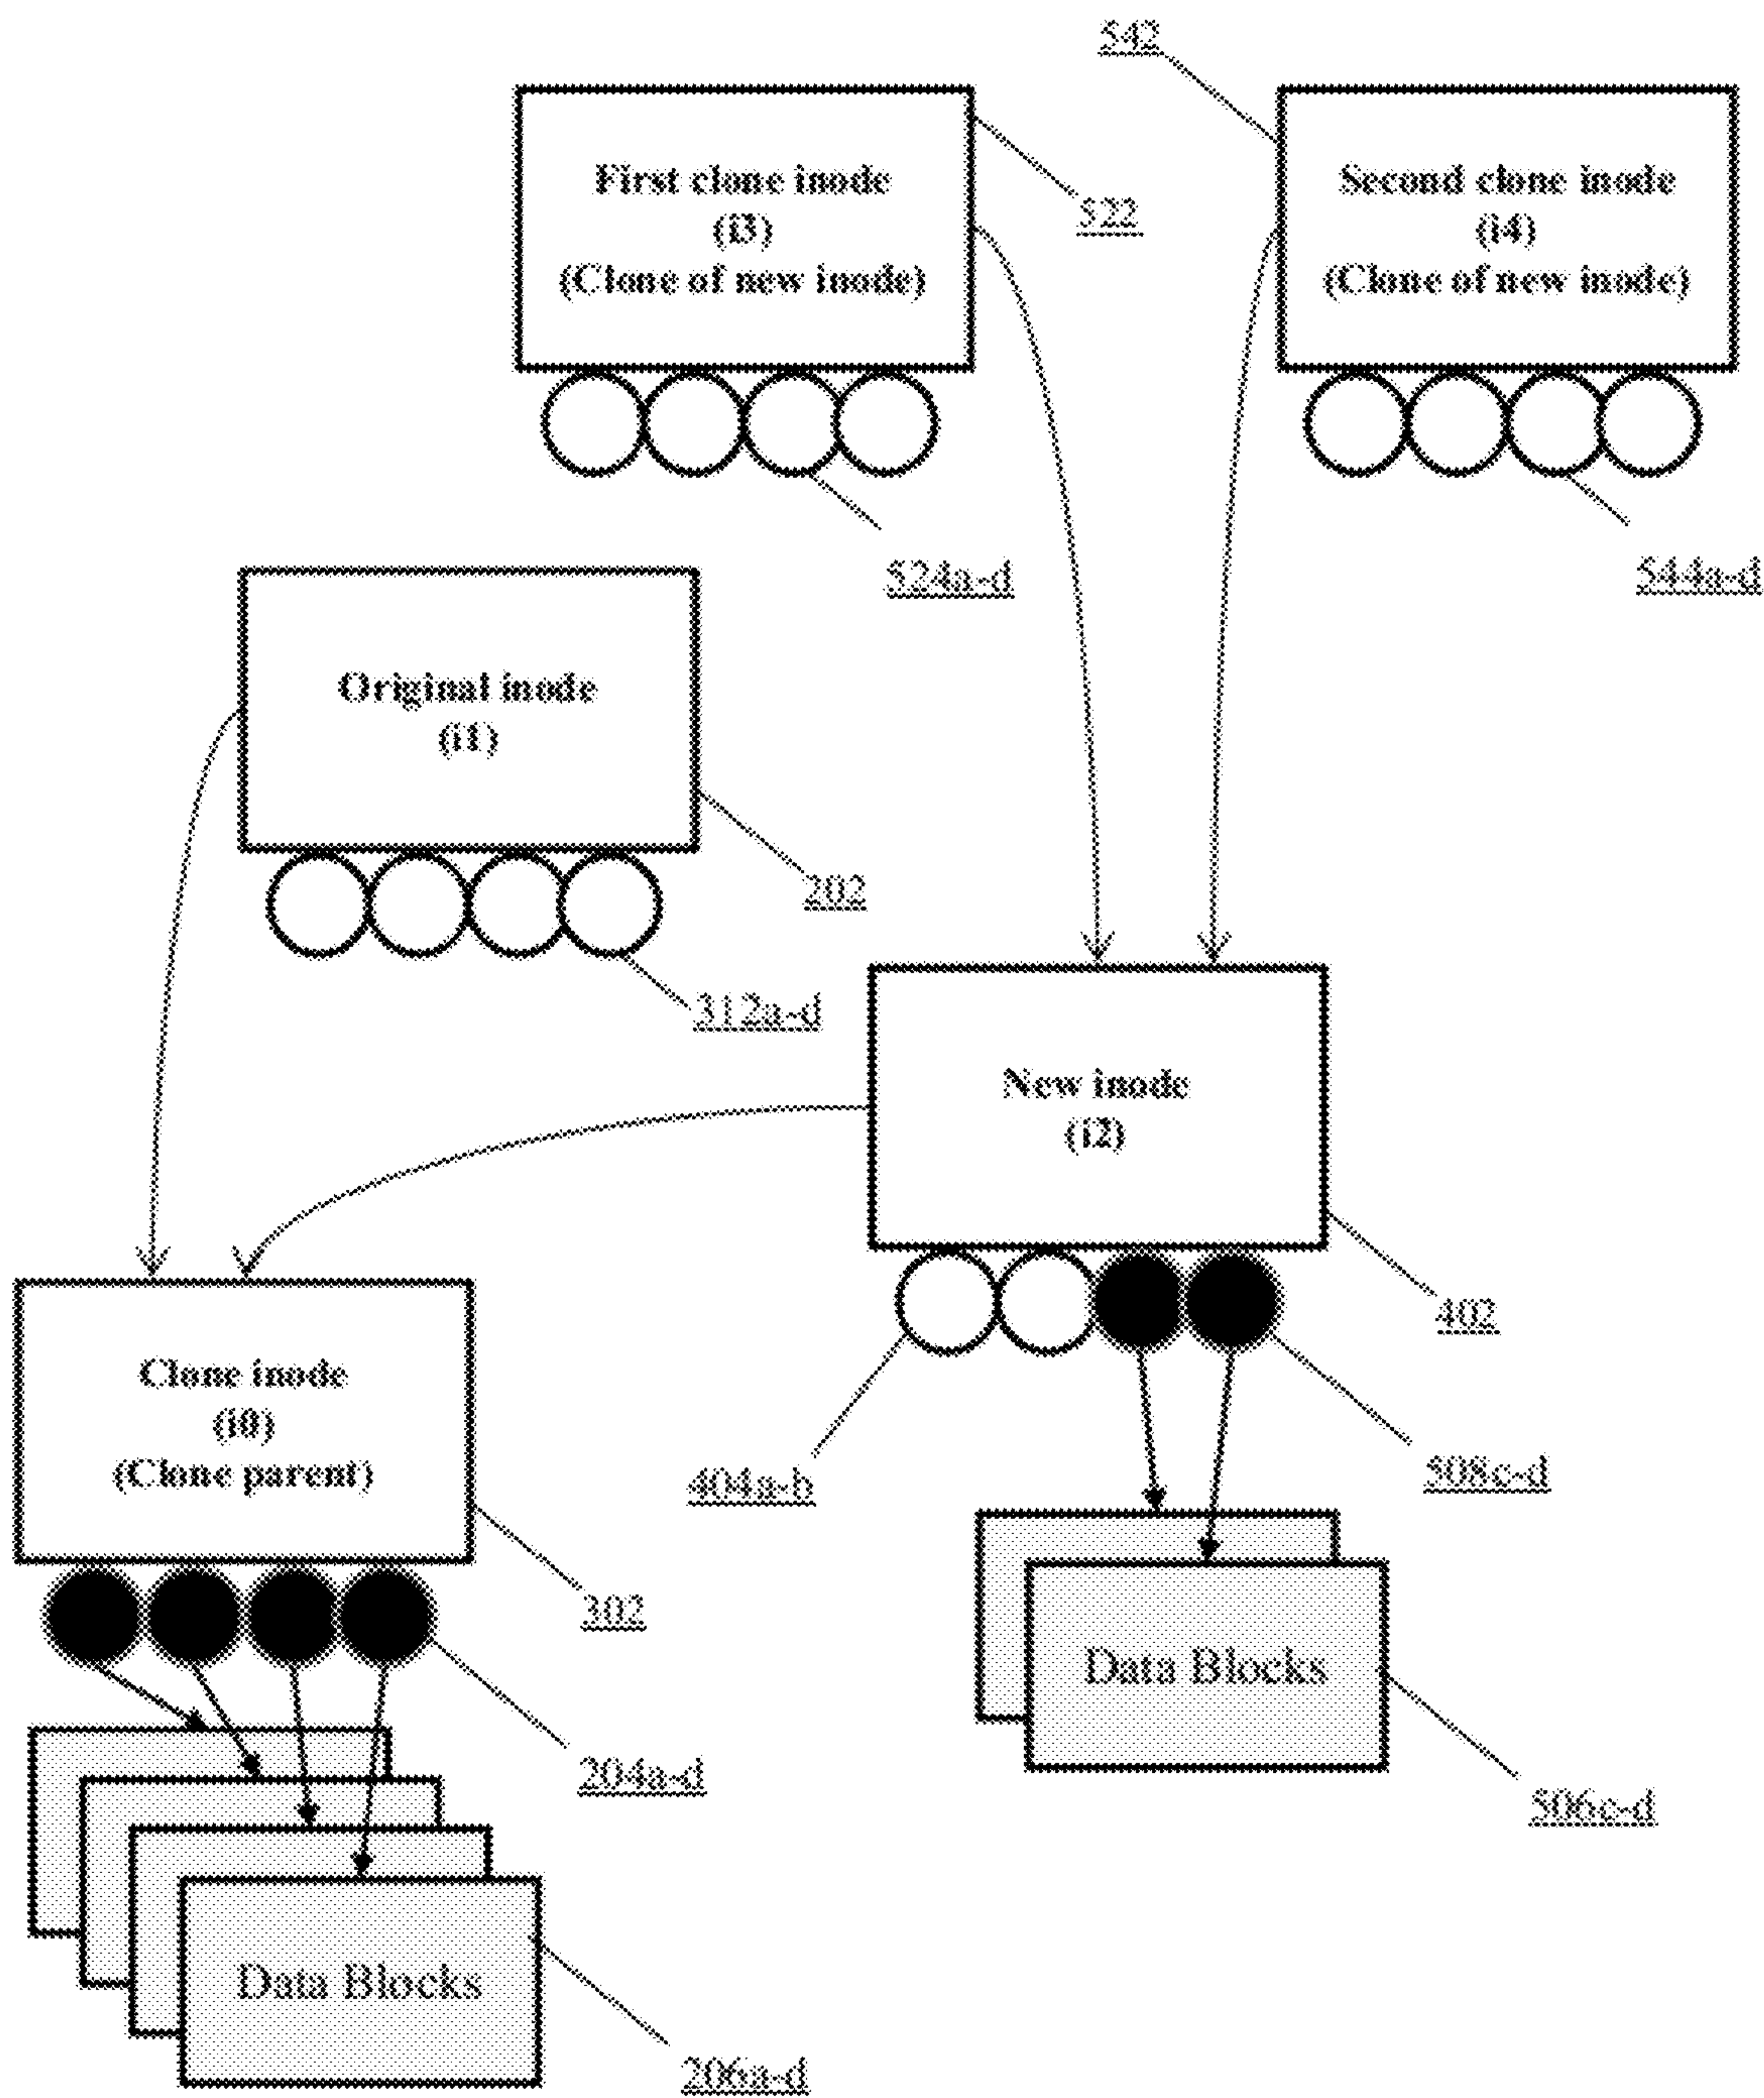 542
First clone inode
(i3)
(Clone of new inode)
522
Second clone inode
(i4)
(Clone of new inode)
524a-d
544a-d
Original inode
(i1)
202
312a-d
New inode
(i2)
402
Clone inode
(i0)
(Clone parent)
404a-b
508c-d
302
Data Blocks
204a-d
506c-d
Data Blocks
206a-d